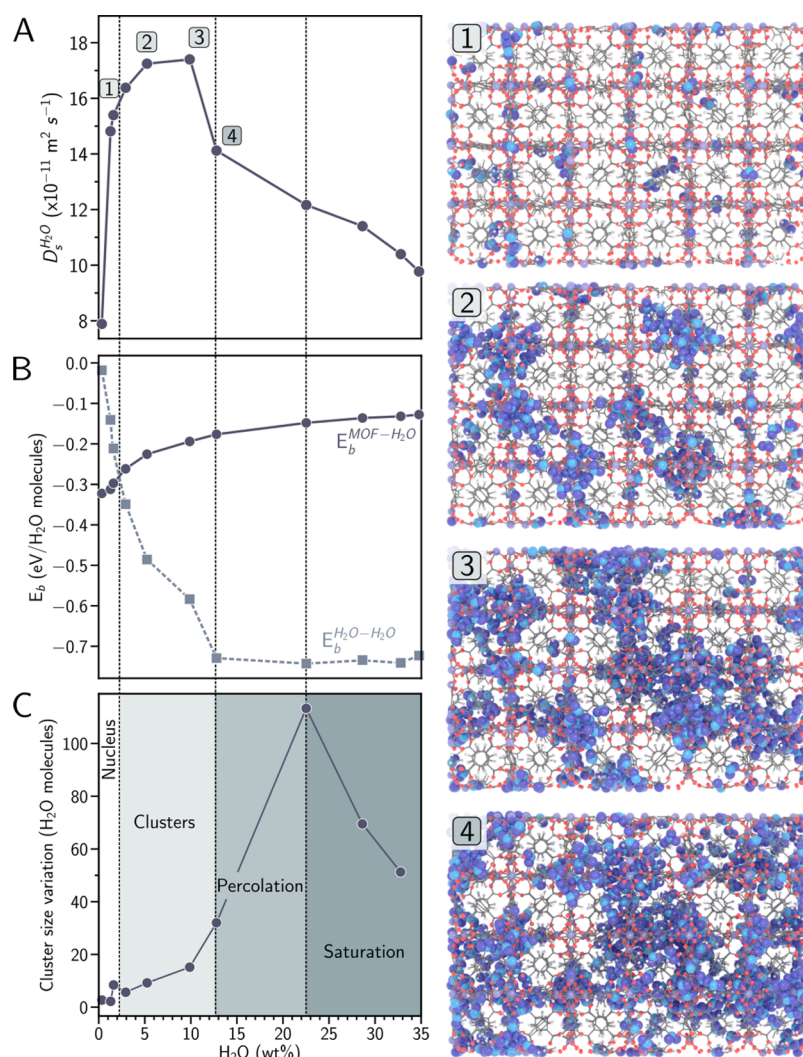 A
18
16
14
12
10
8
D_s^{H_2O} (x10^{-11} m^2 s^{-1})
1
2
3
4
B
0.0
−0.1
−0.2
−0.3
−0.4
−0.5
−0.6
−0.7
E_b (eV/H_2O molecules)
E_b^{MOF−H_2O}
E_b^{H_2O−H_2O}
C
100
80
60
40
20
0
Cluster size variation (H_2O molecules)
Nucleus
Clusters
Percolation
Saturation
0 5 10 15 20 25 30 35
H_2O (wt%)
1
2
3
4